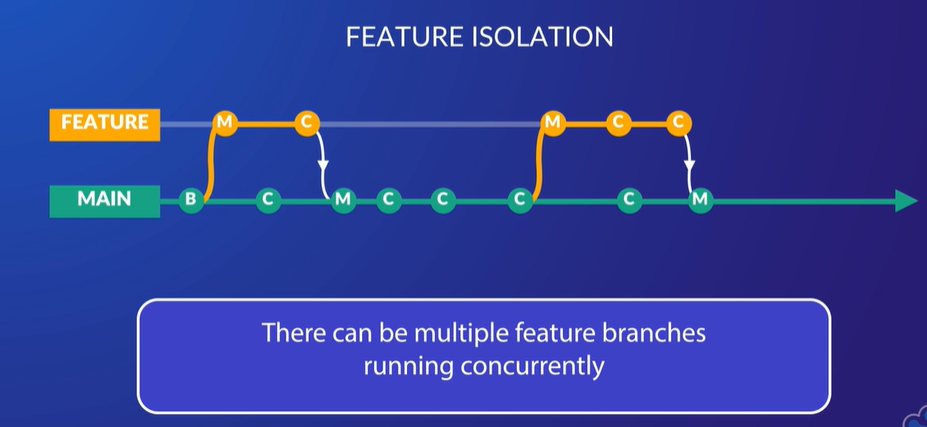 FEATURE ISOLATION
FEATURE M C M C C
MAIN B C M C C C C M
There can be multiple feature branches
running concurrently